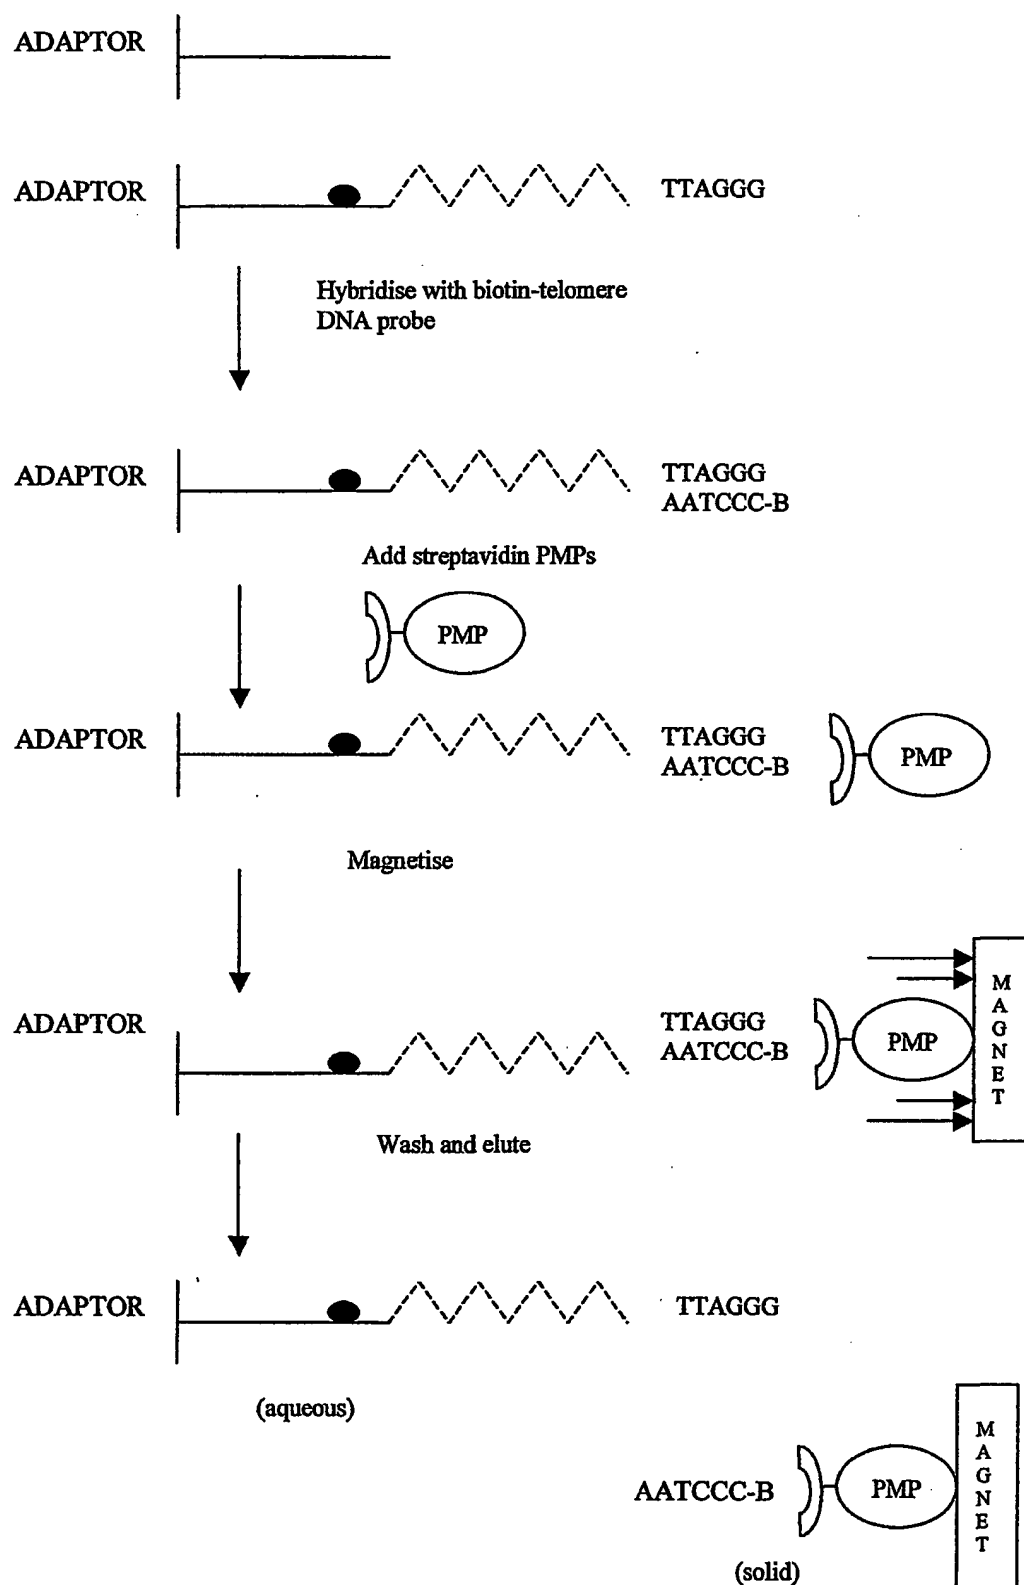 ADAPTOR
ADAPTOR
TTAGGG
Hybridise with biotin-telomere
DNA probe
ADAPTOR
TTAGGG
AATCCC-B
Add streptavidin PMPs
PMP
ADAPTOR
TTAGGG
AATCCC-B
PMP
Magnetise
ADAPTOR
TTAGGG
AATCCC-B
PMP
MAGNET
Wash and elute
ADAPTOR
TTAGGG
(aqueous)
AATCCC-B
PMP
MAGNET
(solid)